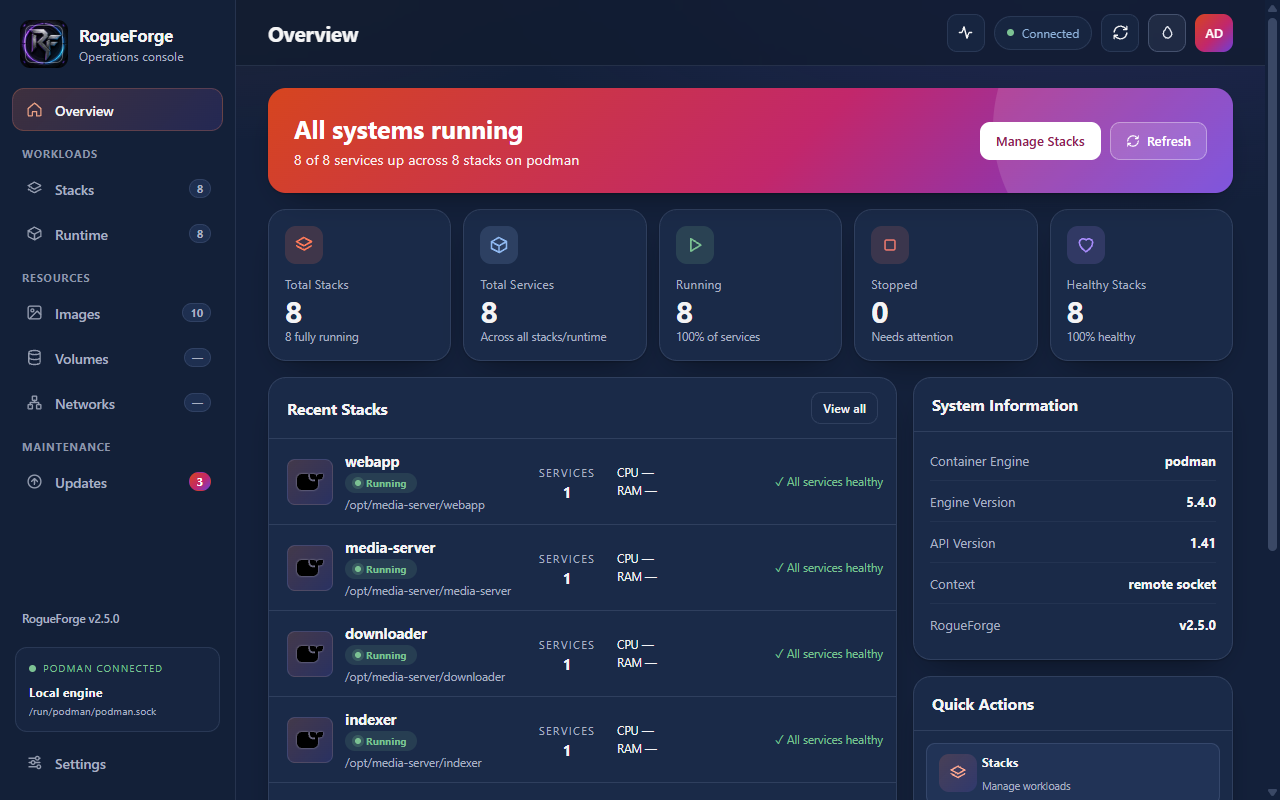 RogueForge
Operations console
Overview
WORKLOADS
Stacks 8
Runtime 8
RESOURCES
Images 10
Volumes —
Networks —
MAINTENANCE
Updates 3
RogueForge v2.5.0
PODMAN CONNECTED
Local engine
/run/podman/podman.sock
Settings
Overview
Connected
AD
All systems running
8 of 8 services up across 8 stacks on podman
Manage Stacks
Refresh
Total Stacks
8
8 fully running
Total Services
8
Across all stacks/runtime
Running
8
100% of services
Stopped
0
Needs attention
Healthy Stacks
8
100% healthy
Recent Stacks
View all
webapp
Running
/opt/media-server/webapp
SERVICES
1
CPU —
RAM —
✓ All services healthy
media-server
Running
/opt/media-server/media-server
SERVICES
1
CPU —
RAM —
✓ All services healthy
downloader
Running
/opt/media-server/downloader
SERVICES
1
CPU —
RAM —
✓ All services healthy
indexer
Running
/opt/media-server/indexer
SERVICES
1
CPU —
RAM —
✓ All services healthy
System Information
Container Engine podman
Engine Version 5.4.0
API Version 1.41
Context remote socket
RogueForge v2.5.0
Quick Actions
Stacks
Manage workloads